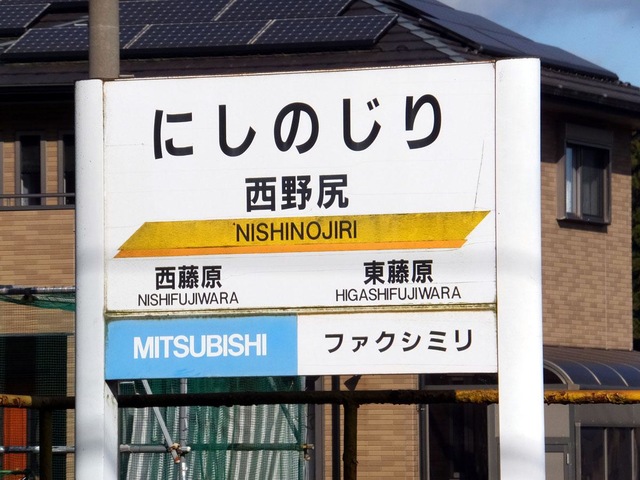 にしのじり
西野尻
NISHINOJIRI
西藤原 東藤原
NISHIFUJIWARA HIGASHIFUJIWARA
MITSUBISHI ファクシミリ